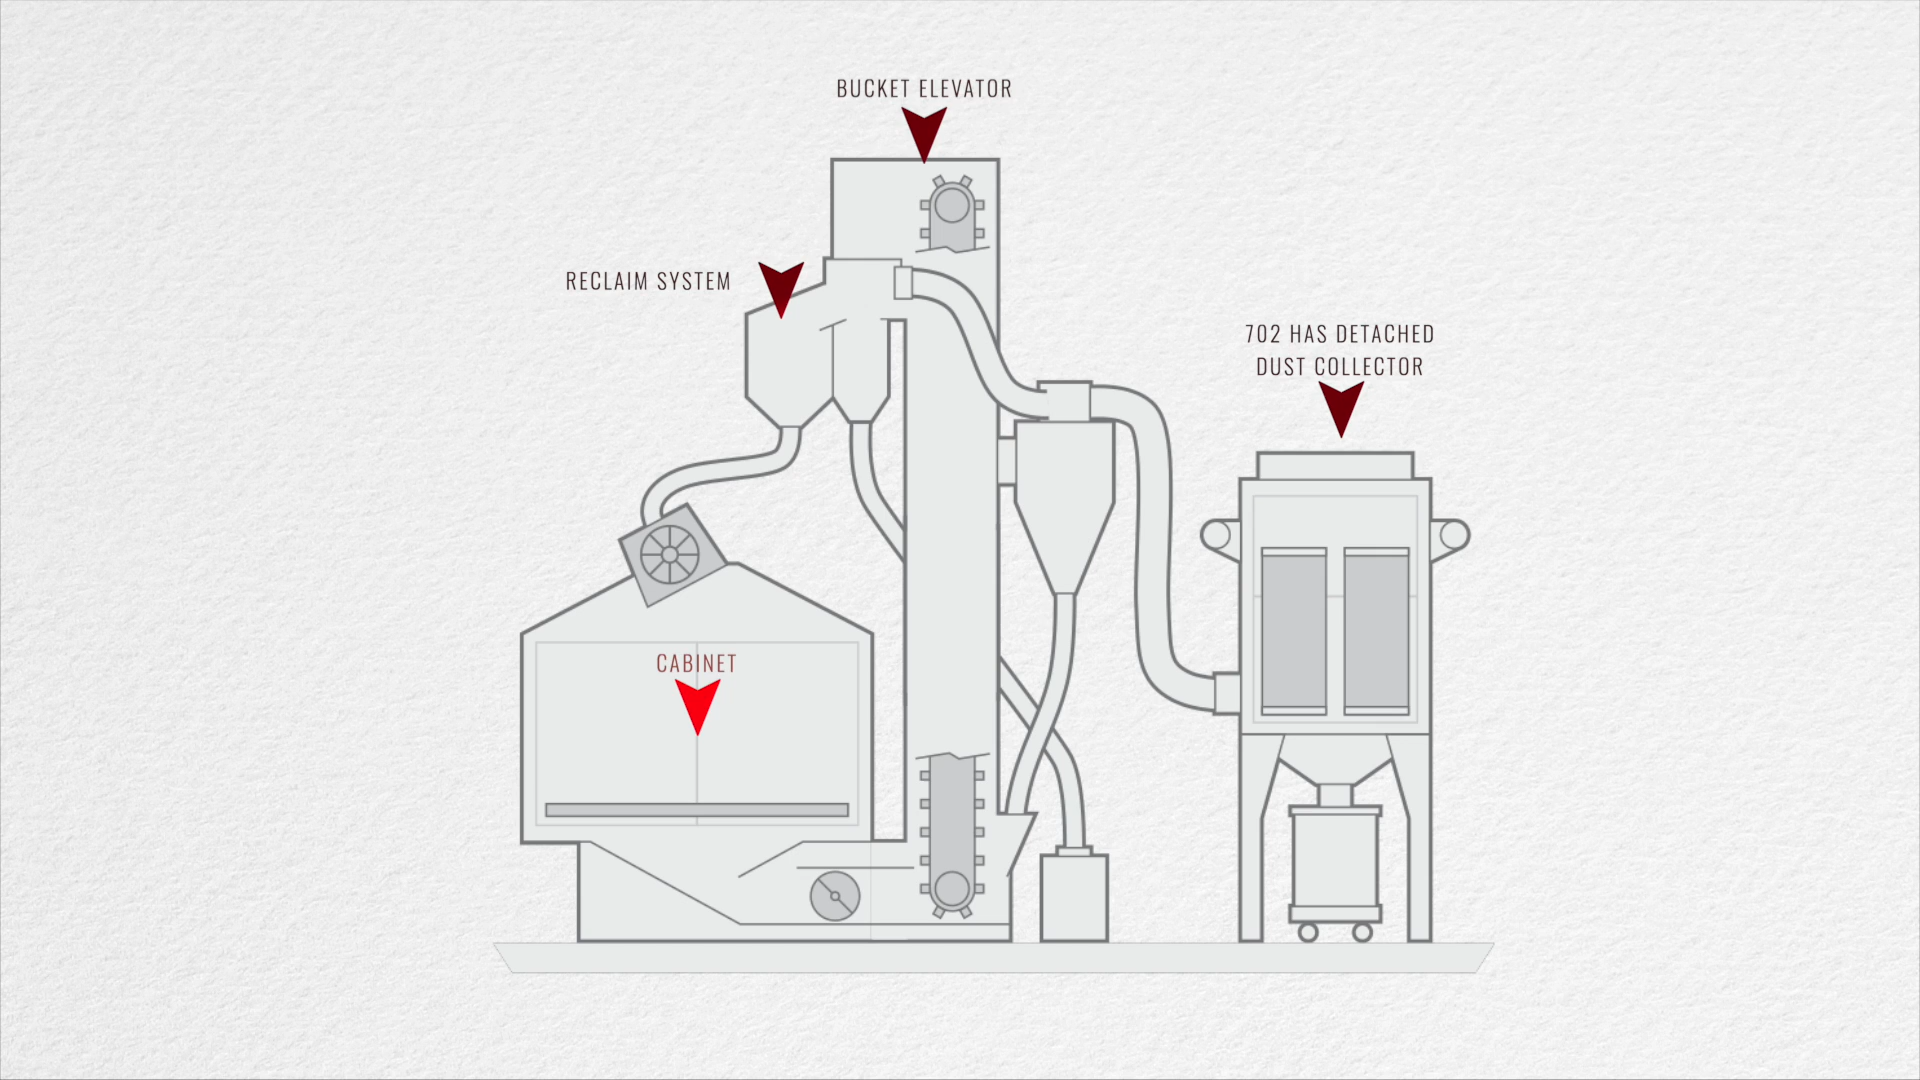 BUCKET ELEVATOR
RECLAIM SYSTEM
702 HAS DETACHED
DUST COLLECTOR
CABINET